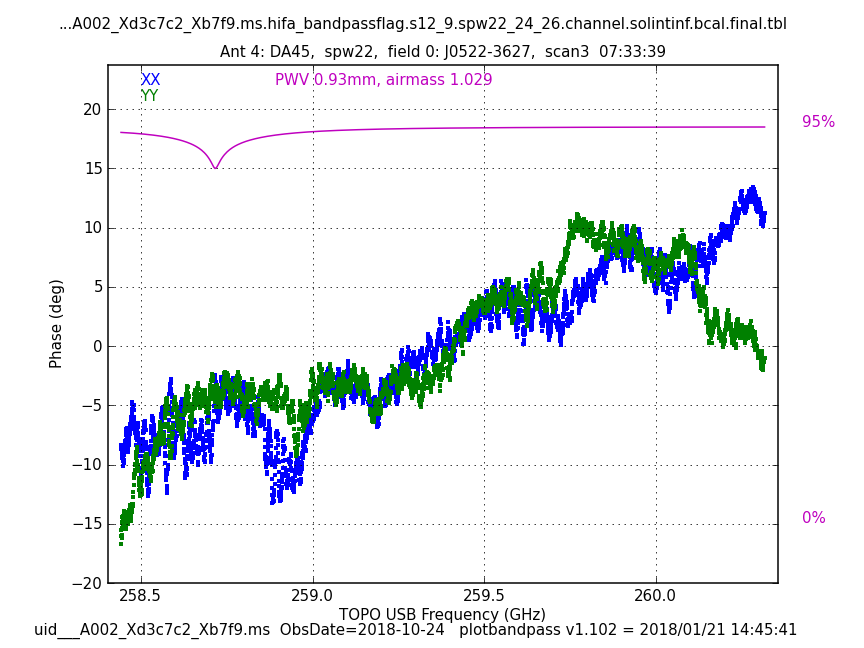 ...A002_Xd3c7c2_Xb7f9.ms.hifa_bandpassflag.s12_9.spw22_24_26.channel.solintinf.bcal.final.tbl
Ant 4: DA45,  spw22,  field 0: J0522-3627,  scan3  07:33:39
XX
PWV 0.93mm, airmass 1.029
YY
20
95%
15
10
5
0
−5
−10
−15
0%
−20
Phase (deg)
258.5 259.0 259.5 260.0
TOPO USB Frequency (GHz)
uid___A002_Xd3c7c2_Xb7f9.ms  ObsDate=2018-10-24   plotbandpass v1.102 = 2018/01/21 14:45:41